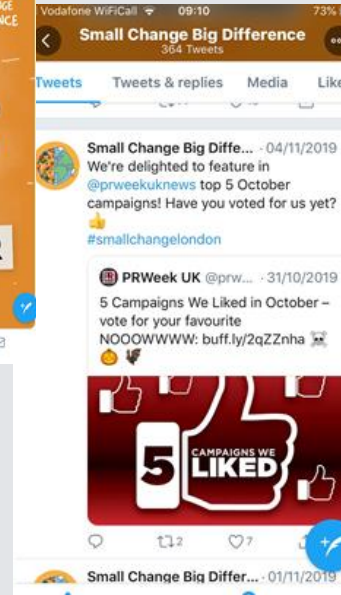 GE
NCE
Vodafone WiFiCall 09:10 73%
Small Change Big Difference
364 Tweets
Tweets Tweets & replies Media Like
Small Change Big Diffe... · 04/11/2019
We're delighted to feature in
@prweekuknews top 5 October
campaigns! Have you voted for us yet?
#smallchangelondon
PRWeek UK @prw... · 31/10/2019
5 Campaigns We Liked in October –
vote for your favourite
NOOOWWWW: buff.ly/2qZZnha
5 CAMPAIGNS WE
LIKED
2 7
Small Change Big Differ... · 01/11/2019